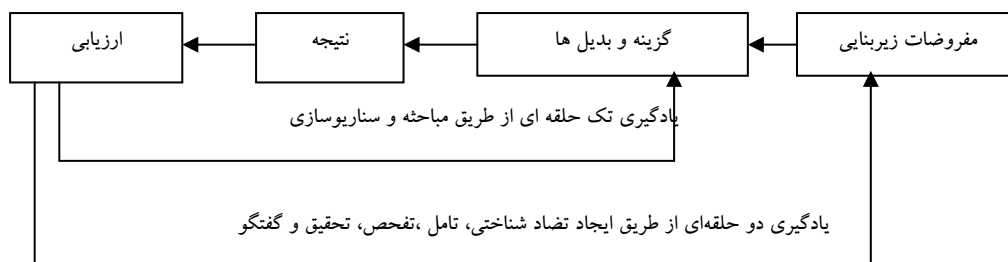 مفروضات زیربنایی
گزینه و بدیل ها
نتیجه
ارزیابی
یادگیری تک حلقه ای از طریق مباحثه و سناریوسازی
یادگیری دو حلقه‌ای از طریق ایجاد تضاد شناختی، تامل ،تفحص، تحقیق و گفتگو